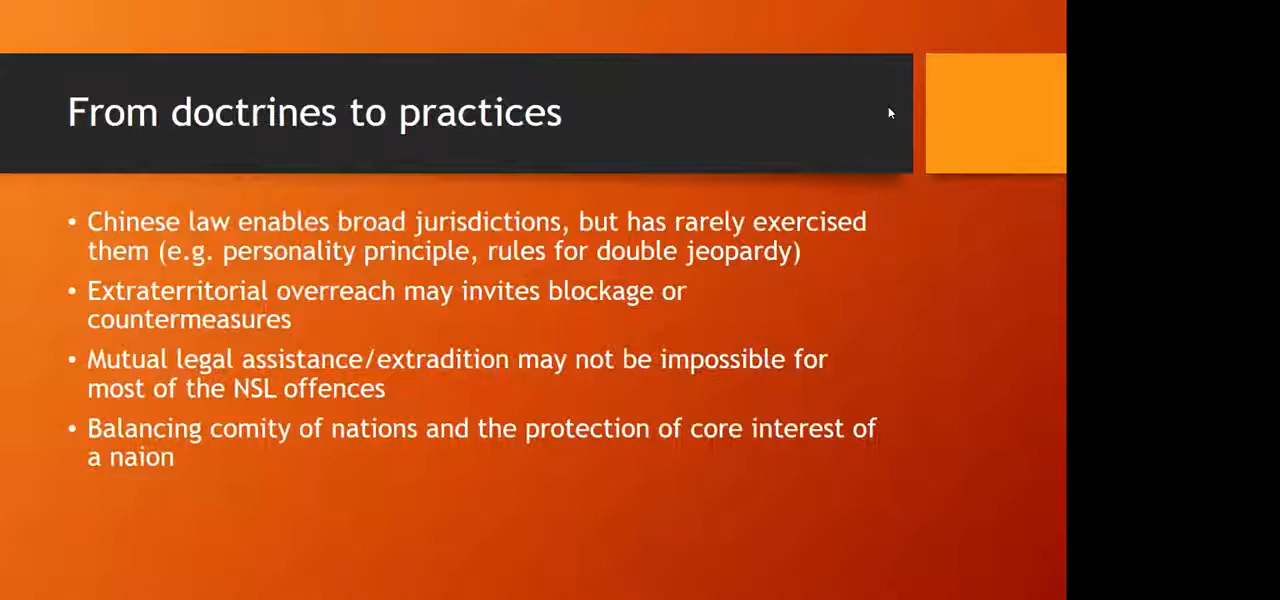 From doctrines to practices
• Chinese law enables broad jurisdictions, but has rarely exercised
them (e.g. personality principle, rules for double jeopardy)
• Extraterritorial overreach may invites blockage or
countermeasures
• Mutual legal assistance/extradition may not be impossible for
most of the NSL offences
• Balancing comity of nations and the protection of core interest of
a naion